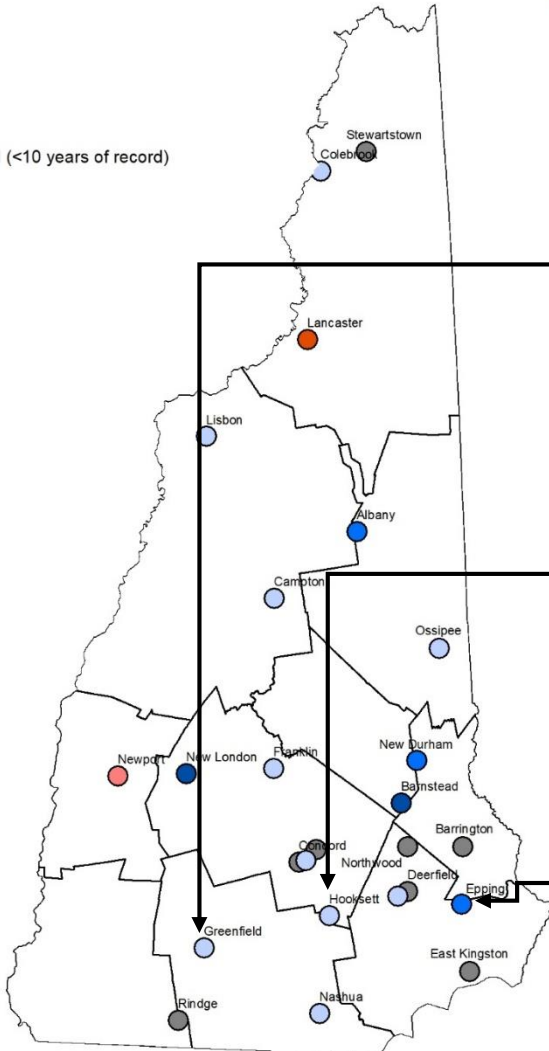 (<10 years of record)
Stewartstown
Colebrook
Lancaster
Lisbon
Albany
Campton
Ossipee
New Durham
Newport
New London
Franklin
Barnstead
Concord
Northwood
Barrington
Deerfield
Hooksett
Epping
Greenfield
East Kingston
Rindge
Nashua